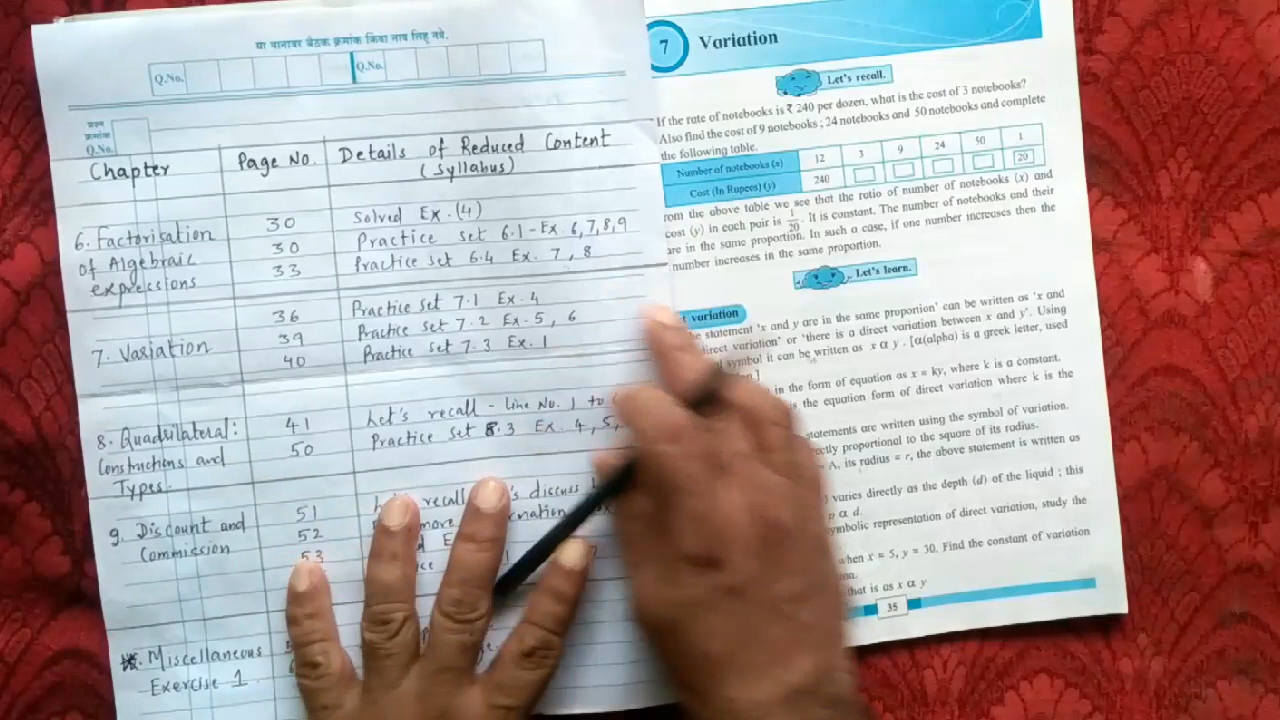 या पानावर बैठक क्रमांक किंवा नाव लिहू नये.
Q.No. Q.No.
प्रश्न
क्रमांक
Q.No.
Chapter Page No. Details of Reduced Content
(Syllabus)
6. Factorisation 30 Solved Ex. (4)
of Algebraic 30 Practice set 6.1 - Ex. 6, 7, 8, 9
expressions 33 Practice set 6.4 Ex. 7, 8
36 Practice set 7.1 Ex. 4
7. Variation 39 Practice set 7.2 Ex. 5, 6
40 Practice set 7.3 Ex. 1
8. Quadrilateral: 41 Let's recall - Line No. 1 to
Constructions and 50 Practice set 8.3 Ex. 4, 5,
Types.
9. Discount and 51 recall discuss
Commission 52 more
53
Miscellaneous
Exercise 1
7 Variation
Let's recall.
If the rate of notebooks is ₹ 240 per dozen, what is the cost of 3 notebooks?
Also find the cost of 9 notebooks ; 24 notebooks and 50 notebooks and complete
the following table.
Number of notebooks (x) 12 3 9 24 50 1
Cost (In Rupees) (y) 240 20
rom the above table we see that the ratio of number of notebooks (x) and
cost (y) in each pair is 1/20. It is constant. The number of notebooks and their
are in the same proportion. In such a case, if one number increases then the
number increases in the same proportion.
Let's learn.
variation
statement 'x and y are in the same proportion' can be written as 'x and
direct variation' or 'there is a direct variation between x and y'. Using
symbol it can be written as x α y. [α(alpha) is a greek letter, used
in the form of equation as x = ky, where k is a constant.
is the equation form of direct variation where k is the
statements are written using the symbol of variation.
ectly proportional to the square of its radius.
= A, its radius = r, the above statement is written as
varies directly as the depth (d) of the liquid ; this
p α d.
symbolic representation of direct variation, study the
when x = 5, y = 30. Find the constant of variation
that is as x α y
35